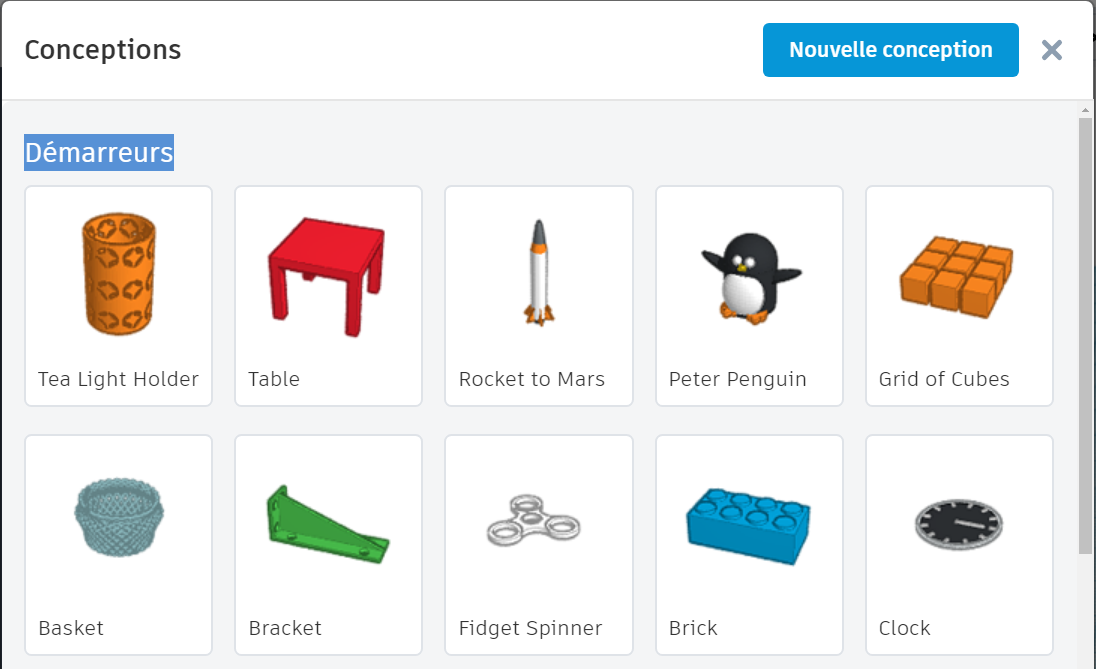 Conceptions
Nouvelle conception
Démarreurs
Tea Light Holder
Table
Rocket to Mars
Peter Penguin
Grid of Cubes
Basket
Bracket
Fidget Spinner
Brick
Clock